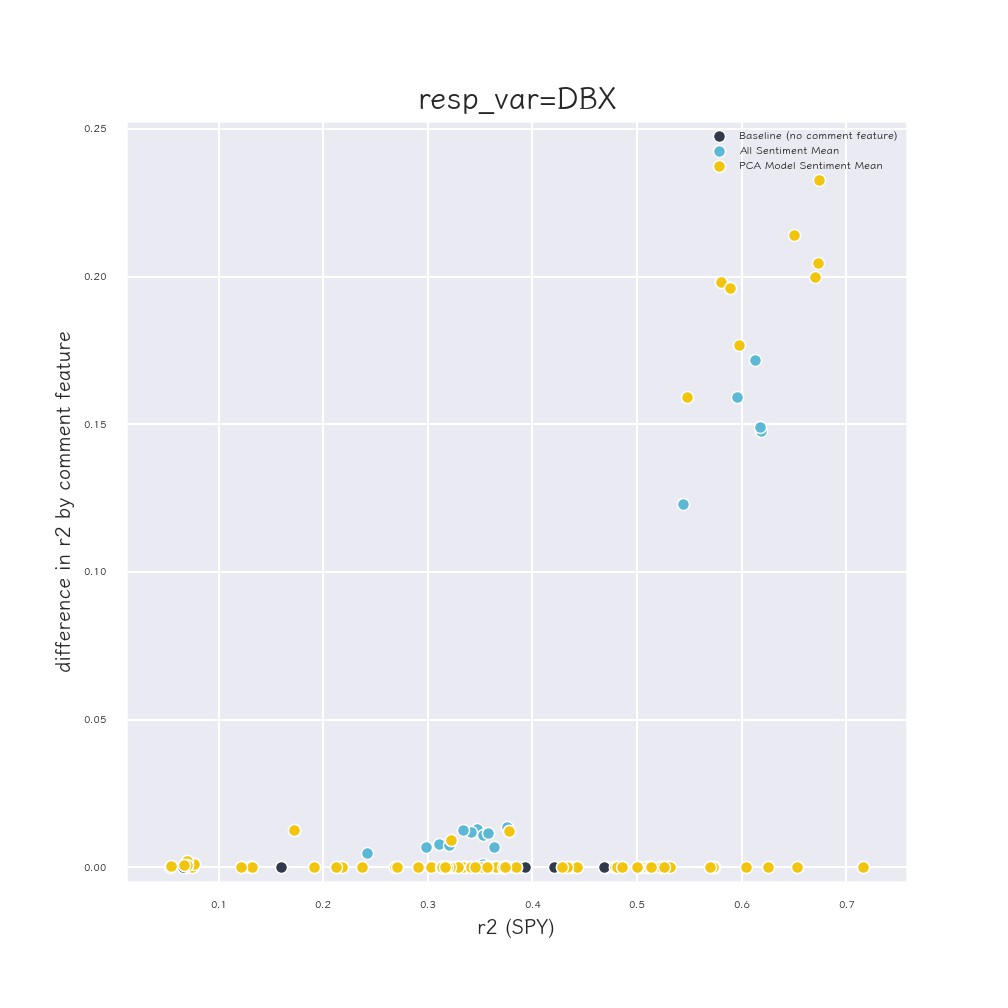 resp_var=DBX
Baseline (no comment feature)
All Sentiment Mean
PCA Model Sentiment Mean
0.25
0.20
0.15
0.10
0.05
0.00
difference in r2 by comment feature
0.1 0.2 0.3 0.4 0.5 0.6 0.7
r2 (SPY)